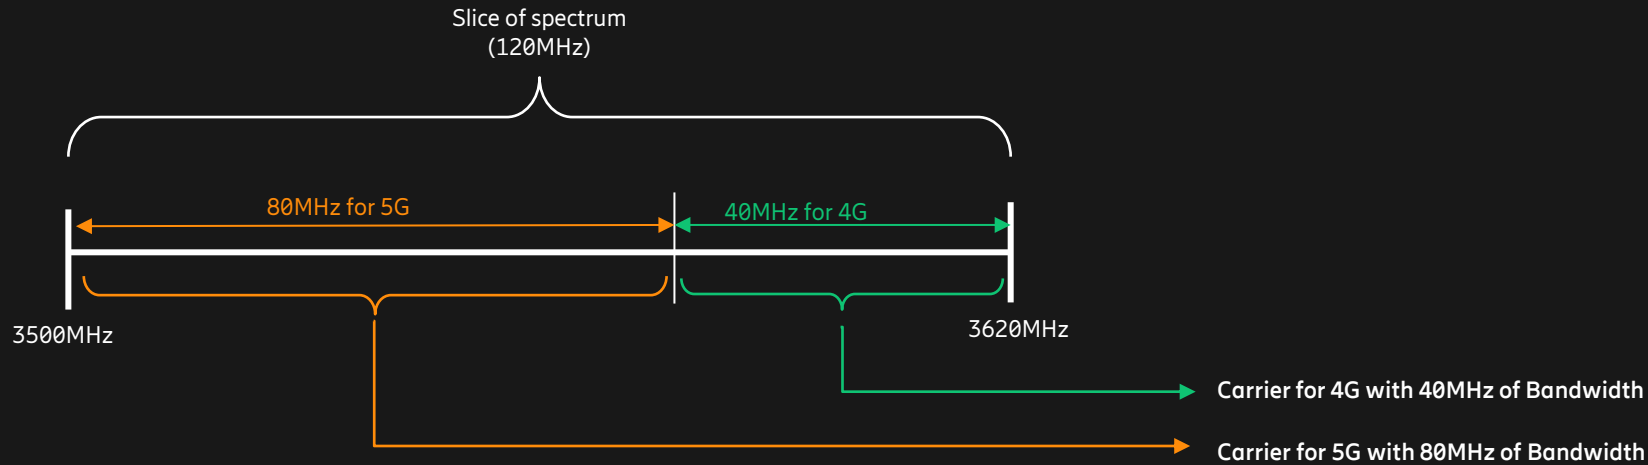 Slice of spectrum
(120MHz)
80MHz for 5G
40MHz for 4G
3500MHz
3620MHz
Carrier for 4G with 40MHz of Bandwidth
Carrier for 5G with 80MHz of Bandwidth